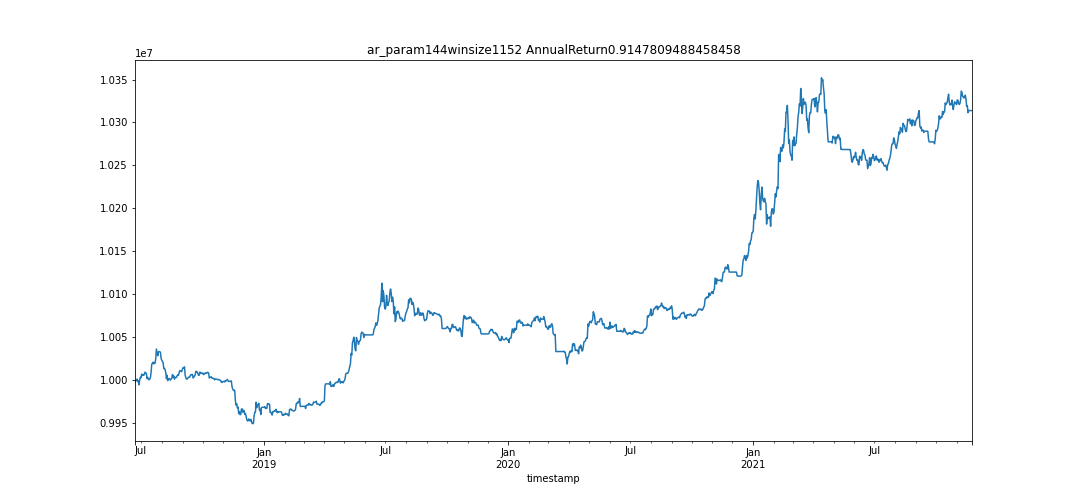 ar_param144winsize1152 AnnualReturn0.9147809488458458
1e7
1.035
1.030
1.025
1.020
1.015
1.010
1.005
1.000
0.995
Jul Jan Jul Jan Jul Jan Jul
2019 2020 2021
timestamp